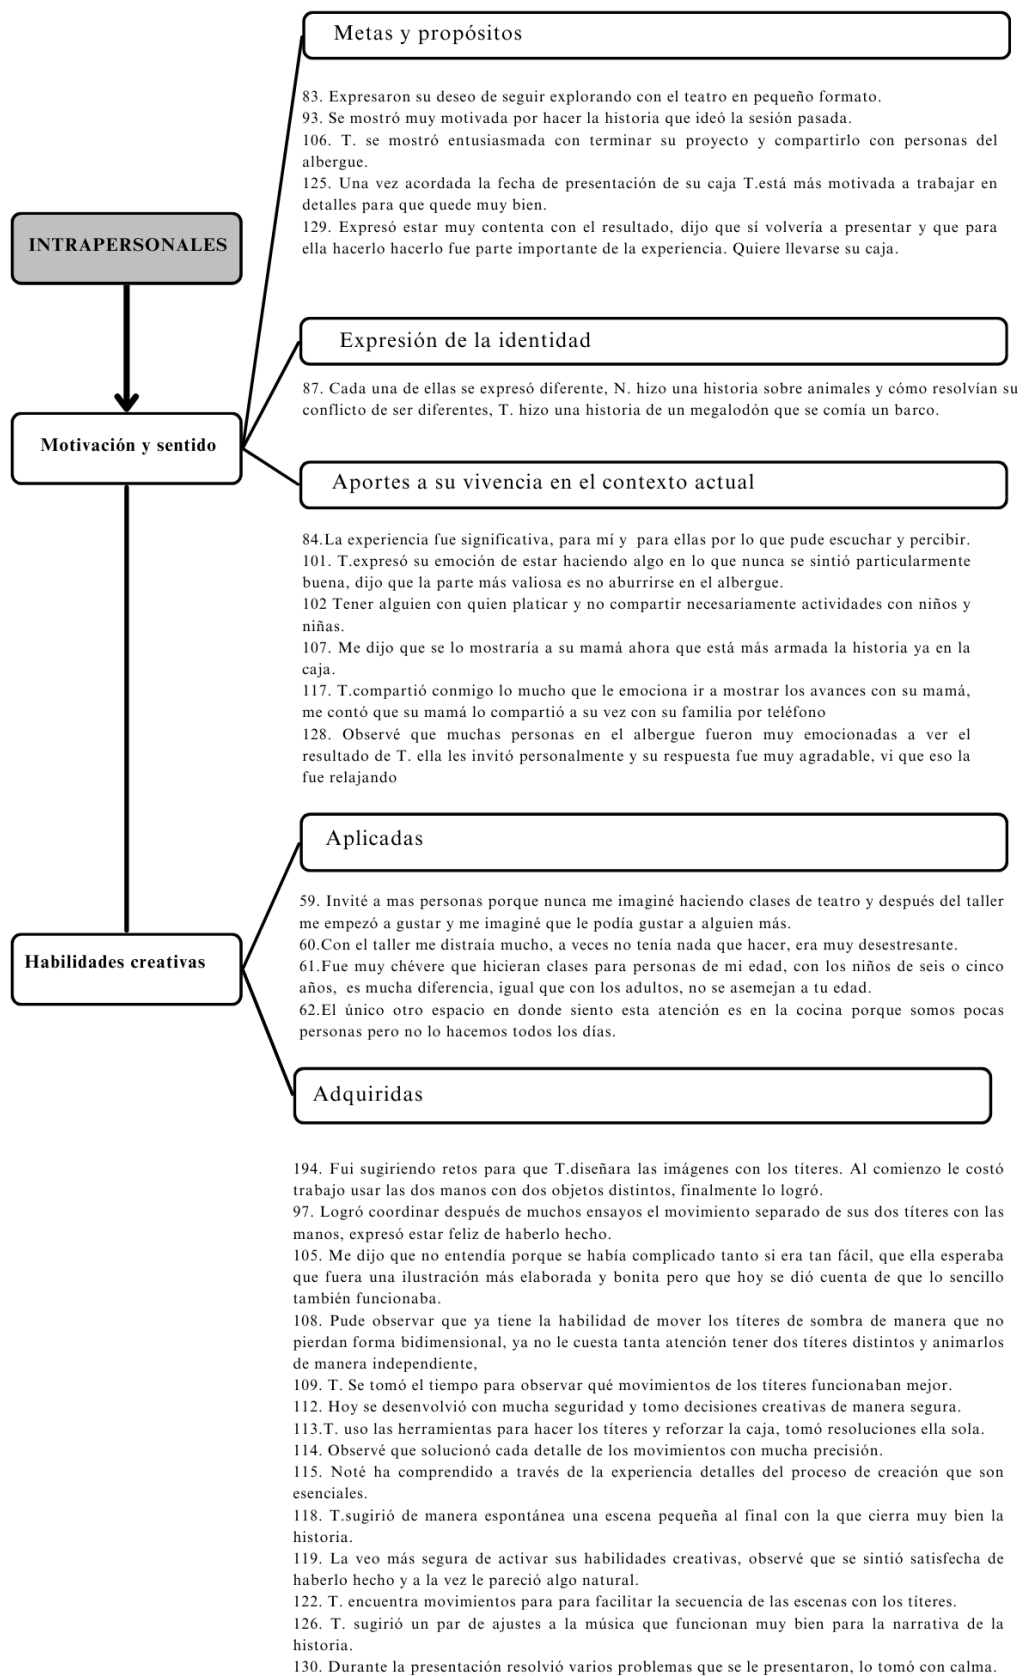 Metas y propósitos
83. Expresaron su deseo de seguir explorando con el teatro en pequeño formato.
93. Se mostró muy motivada por hacer la historia que ideó la sesión pasada.
106. T. se mostró entusiasmada con terminar su proyecto y compartirlo con personas del
albergue.
125. Una vez acordada la fecha de presentación de su caja T.está más motivada a trabajar en
detalles para que quede muy bien.
129. Expresó estar muy contenta con el resultado, dijo que sí volvería a presentar y que para
ella hacerlo hacerlo fue parte importante de la experiencia. Quiere llevarse su caja.
INTRAPERSONALES
Expresión de la identidad
87. Cada una de ellas se expresó diferente, N. hizo una historia sobre animales y cómo resolvían su
conflicto de ser diferentes, T. hizo una historia de un megalodón que se comía un barco.
Motivación y sentido
Aportes a su vivencia en el contexto actual
84.La experiencia fue significativa, para mí y para ellas por lo que pude escuchar y percibir.
101. T.expresó su emoción de estar haciendo algo en lo que nunca se sintió particularmente
buena, dijo que la parte más valiosa es no aburrirse en el albergue.
102 Tener alguien con quien platicar y no compartir necesariamente actividades con niños y
niñas.
107. Me dijo que se lo mostraría a su mamá ahora que está más armada la historia ya en la
caja.
117. T.compartió conmigo lo mucho que le emociona ir a mostrar los avances con su mamá,
me contó que su mamá lo compartió a su vez con su familia por teléfono
128. Observé que muchas personas en el albergue fueron muy emocionadas a ver el
resultado de T. ella les invitó personalmente y su respuesta fue muy agradable, vi que eso la
fue relajando
Aplicadas
59. Invité a mas personas porque nunca me imaginé haciendo clases de teatro y después del taller
me empezó a gustar y me imaginé que le podía gustar a alguien más.
60.Con el taller me distraía mucho, a veces no tenía nada que hacer, era muy desestresante.
61.Fue muy chévere que hicieran clases para personas de mi edad, con los niños de seis o cinco
años, es mucha diferencia, igual que con los adultos, no se asemejan a tu edad.
62.El único otro espacio en donde siento esta atención es en la cocina porque somos pocas
personas pero no lo hacemos todos los días.
Habilidades creativas
Adquiridas
194. Fui sugiriendo retos para que T.diseñara las imágenes con los títeres. Al comienzo le costó
trabajo usar las dos manos con dos objetos distintos, finalmente lo logró.
97. Logró coordinar después de muchos ensayos el movimiento separado de sus dos títeres con las
manos, expresó estar feliz de haberlo hecho.
105. Me dijo que no entendía porque se había complicado tanto si era tan fácil, que ella esperaba
que fuera una ilustración más elaborada y bonita pero que hoy se dió cuenta de que lo sencillo
también funcionaba.
108. Pude observar que ya tiene la habilidad de mover los títeres de sombra de manera que no
pierdan forma bidimensional, ya no le cuesta tanta atención tener dos títeres distintos y animarlos
de manera independiente,
109. T. Se tomó el tiempo para observar qué movimientos de los títeres funcionaban mejor.
112. Hoy se desenvolvió con mucha seguridad y tomo decisiones creativas de manera segura.
113.T. uso las herramientas para hacer los títeres y reforzar la caja, tomó resoluciones ella sola.
114. Observé que solucionó cada detalle de los movimientos con mucha precisión.
115. Noté ha comprendido a través de la experiencia detalles del proceso de creación que son
esenciales.
118. T.sugirió de manera espontánea una escena pequeña al final con la que cierra muy bien la
historia.
119. La veo más segura de activar sus habilidades creativas, observé que se sintió satisfecha de
haberlo hecho y a la vez le pareció algo natural.
122. T. encuentra movimientos para para facilitar la secuencia de las escenas con los títeres.
126. T. sugirió un par de ajustes a la música que funcionan muy bien para la narrativa de la
historia.
130. Durante la presentación resolvió varios problemas que se le presentaron, lo tomó con calma.